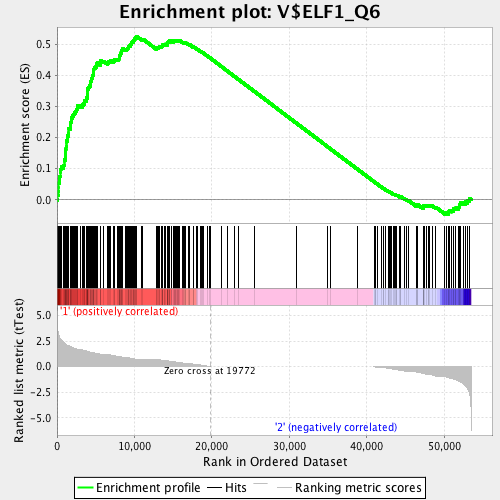 Enrichment plot: V$ELF1_Q6
Enrichment score (ES)
0.5
0.4
0.3
0.2
0.1
0.0
'1' (positively correlated)
5.0
2.5
0.0
-2.5
-5.0
Zero cross at 19772
'2' (negatively correlated)
Ranked list metric (tTest)
0
10,000
20,000
30,000
40,000
50,000
Rank in Ordered Dataset
Enrichment profile
Hits
Ranking metric scores